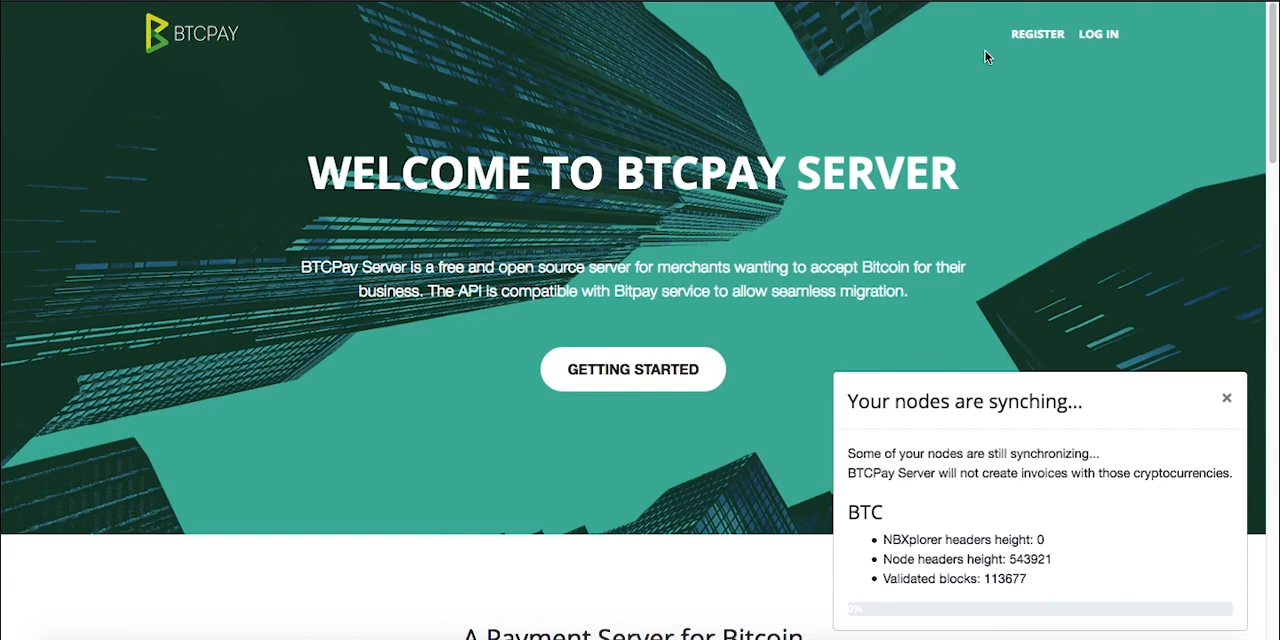 BTCPAY
REGISTER LOG IN
WELCOME TO BTCPAY SERVER
BTCPay Server is a free and open source server for merchants wanting to accept Bitcoin for their
business. The API is compatible with Bitpay service to allow seamless migration.
GETTING STARTED
Your nodes are synching...
×
Some of your nodes are still synchronizing...
BTCPay Server will not create invoices with those cryptocurrencies.
BTC
• NBXplorer headers height: 0
• Node headers height: 543921
• Validated blocks: 113677
0%
A Payment Server for Bitcoin